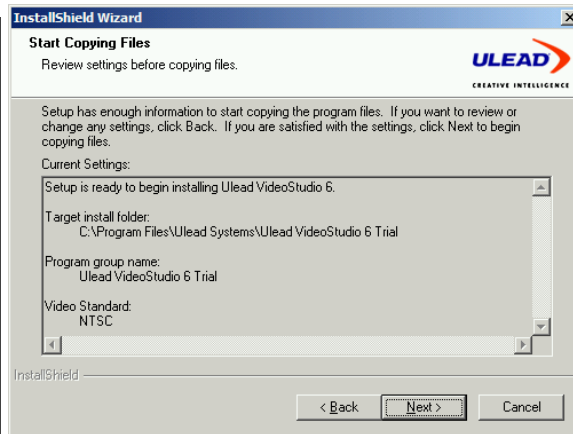 InstallShield Wizard
Start Copying Files
Review settings before copying files.
ULEAD
CREATIVE INTELLIGENCE
Setup has enough information to start copying the program files. If you want to review or
change any settings, click Back. If you are satisfied with the settings, click Next to begin
copying files.
Current Settings:
Setup is ready to begin installing Ulead VideoStudio 6.
Target install folder:
C:\Program Files\Ulead Systems\Ulead VideoStudio 6 Trial
Program group name:
Ulead VideoStudio 6 Trial
Video Standard:
NTSC
InstallShield
< Back
Next >
Cancel